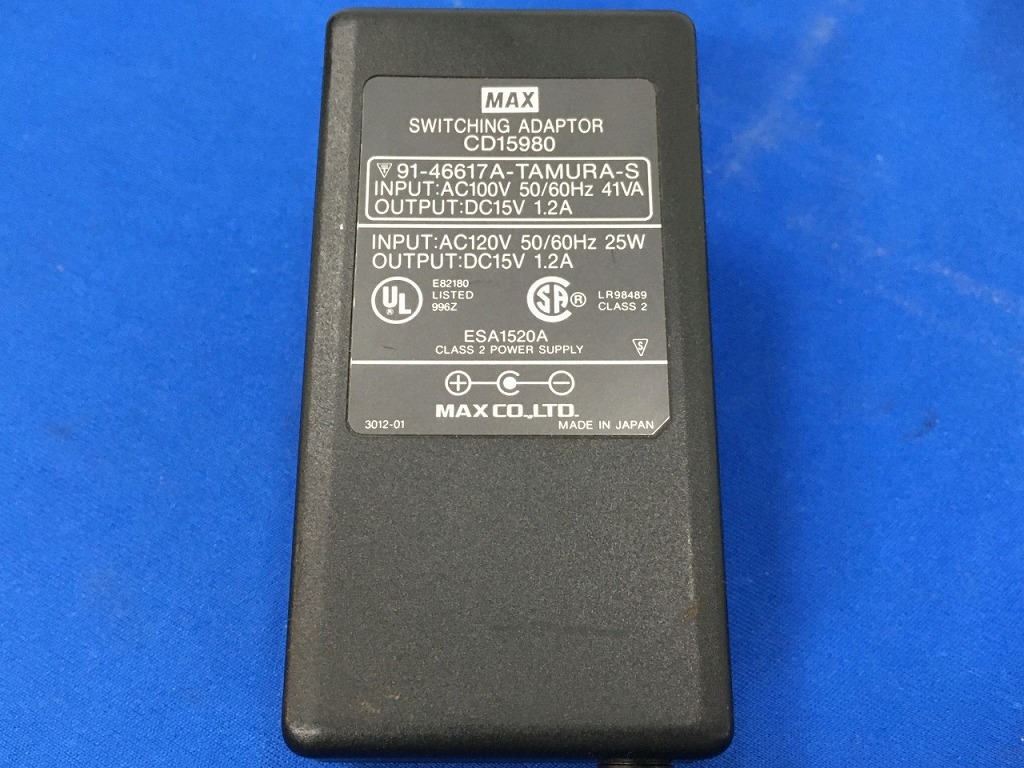 MAX
SWITCHING ADAPTOR
CD15980
91-46617A-TAMURA-S
INPUT:AC100V 50/60Hz 41VA
OUTPUT:DC15V 1.2A
INPUT:AC120V 50/60Hz 25W
OUTPUT:DC15V 1.2A
UL
®
E82180
LISTED
996Z
SA
®
LR98489
CLASS 2
ESA1520A
CLASS 2 POWER SUPPLY
S
MAX CO.,LTD.
3012-01
MADE IN JAPAN